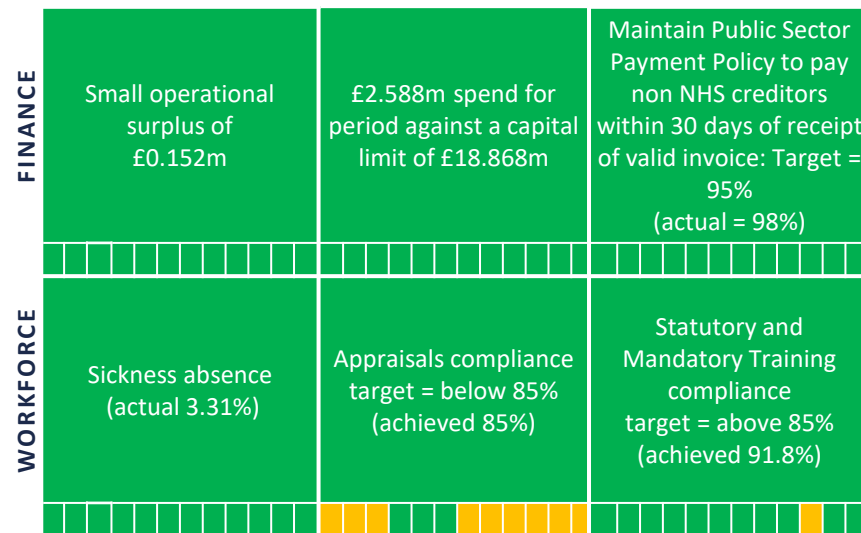 FINANCE
Small operational
surplus of
£0.152m
£2.588m spend for
period against a capital
limit of £18.868m
Maintain Public Sector
Payment Policy to pay
non NHS creditors
within 30 days of receipt
of valid invoice: Target =
95%
(actual = 98%)
WORKFORCE
Sickness absence
(actual 3.31%)
Appraisals compliance
target = below 85%
(achieved 85%)
Statutory and
Mandatory Training
compliance
target = above 85%
(achieved 91.8%)